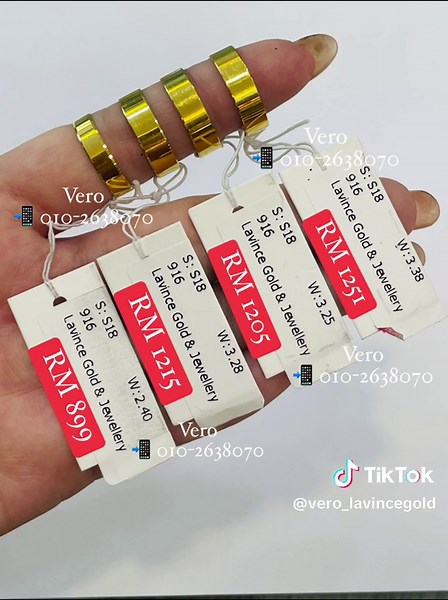 Vero
010-2638070
S: S18
916
Lavince Gold & Jewellery
W:3.38
RM 1251
Vero
010-2638070
S: S18
916
Lavince Gold & Jewellery
W:3.25
RM 1205
S: S18
916
Lavince Gold & Jewellery
W:3.28
RM 1215
S: S18
916
Lavince Gold & Jewellery
W:2.40
RM 899
Vero
010-2638070
Vero
010-2638070
TikTok
@vero_lavincegold